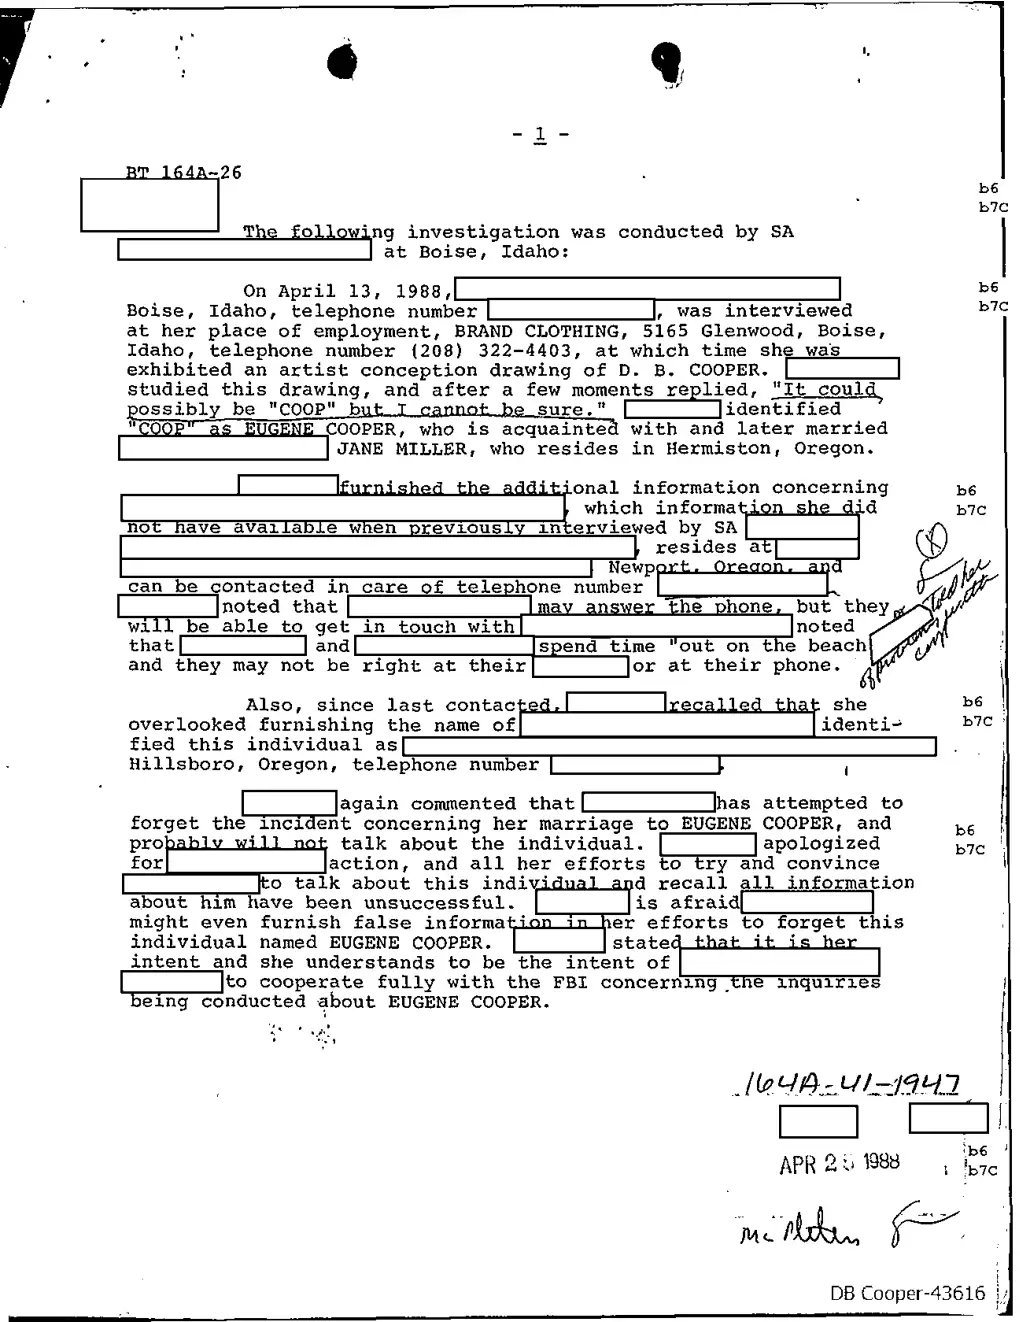 - 1 -
BT 164A-26
b6
b7C
The following investigation was conducted by SA
at Boise, Idaho:
On April 13, 1988,
b6
Boise, Idaho, telephone number , was interviewed
b7C
at her place of employment, BRAND CLOTHING, 5165 Glenwood, Boise,
Idaho, telephone number (208) 322-4403, at which time she was
exhibited an artist conception drawing of D. B. COOPER.
studied this drawing, and after a few moments replied, "It could
possibly be "COOP" but I cannot be sure." identified
"COOP" as EUGENE COOPER, who is acquainted with and later married
JANE MILLER, who resides in Hermiston, Oregon.
furnished the additional information concerning
b6
, which information she did
b7C
not have available when previously interviewed by SA
, resides at
Newport, Oregon, and
can be contacted in care of telephone number
noted that may answer the phone, but they
will be able to get in touch with noted
that and spend time "out on the beach
and they may not be right at their or at their phone.
told her
of problems
Also, since last contacted, recalled that she
b6
overlooked furnishing the name of identi-
b7C
fied this individual as
Hillsboro, Oregon, telephone number .
again commented that has attempted to
forget the incident concerning her marriage to EUGENE COOPER, and
b6
probably will not talk about the individual. apologized
b7C
for action, and all her efforts to try and convince
to talk about this individual and recall all information
about him have been unsuccessful. is afraid
might even furnish false information in her efforts to forget this
individual named EUGENE COOPER. stated that it is her
intent and she understands to be the intent of
to cooperate fully with the FBI concerning the inquiries
being conducted about EUGENE COOPER.
164A-41-1947
b6
APR 25 1988
b7C
DB Cooper-43616